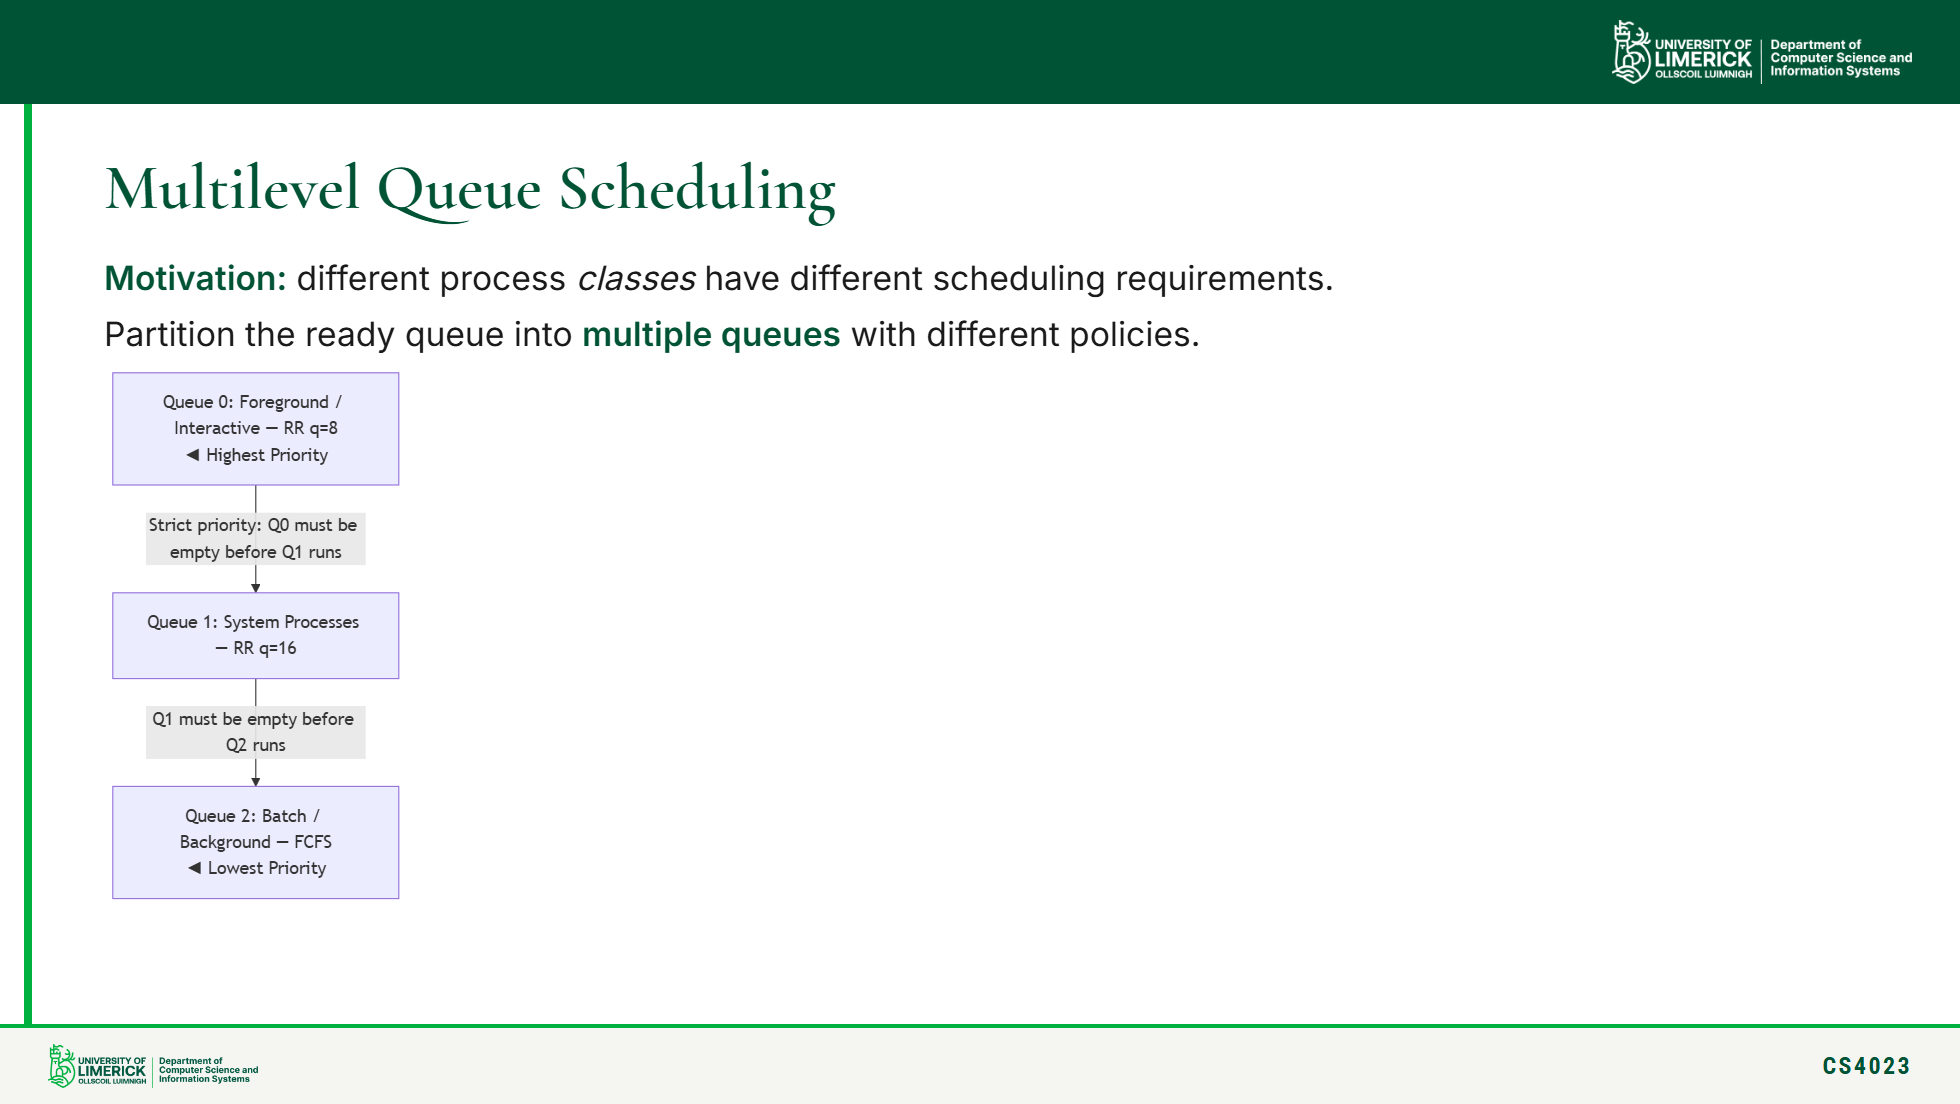 UNIVERSITY OF
LIMERICK
OLLSCOIL LUIMNIGH
Department of
Computer Science and
Information Systems
Multilevel Queue Scheduling
Motivation: different process classes have different scheduling requirements.
Partition the ready queue into multiple queues with different policies.
Queue 0: Foreground /
Interactive — RR q=8
◄ Highest Priority
Strict priority: Q0 must be
empty before Q1 runs
Queue 1: System Processes
— RR q=16
Q1 must be empty before
Q2 runs
Queue 2: Batch /
Background — FCFS
◄ Lowest Priority
UNIVERSITY OF
LIMERICK
OLLSCOIL LUIMNIGH
Department of
Computer Science and
Information Systems
CS4023